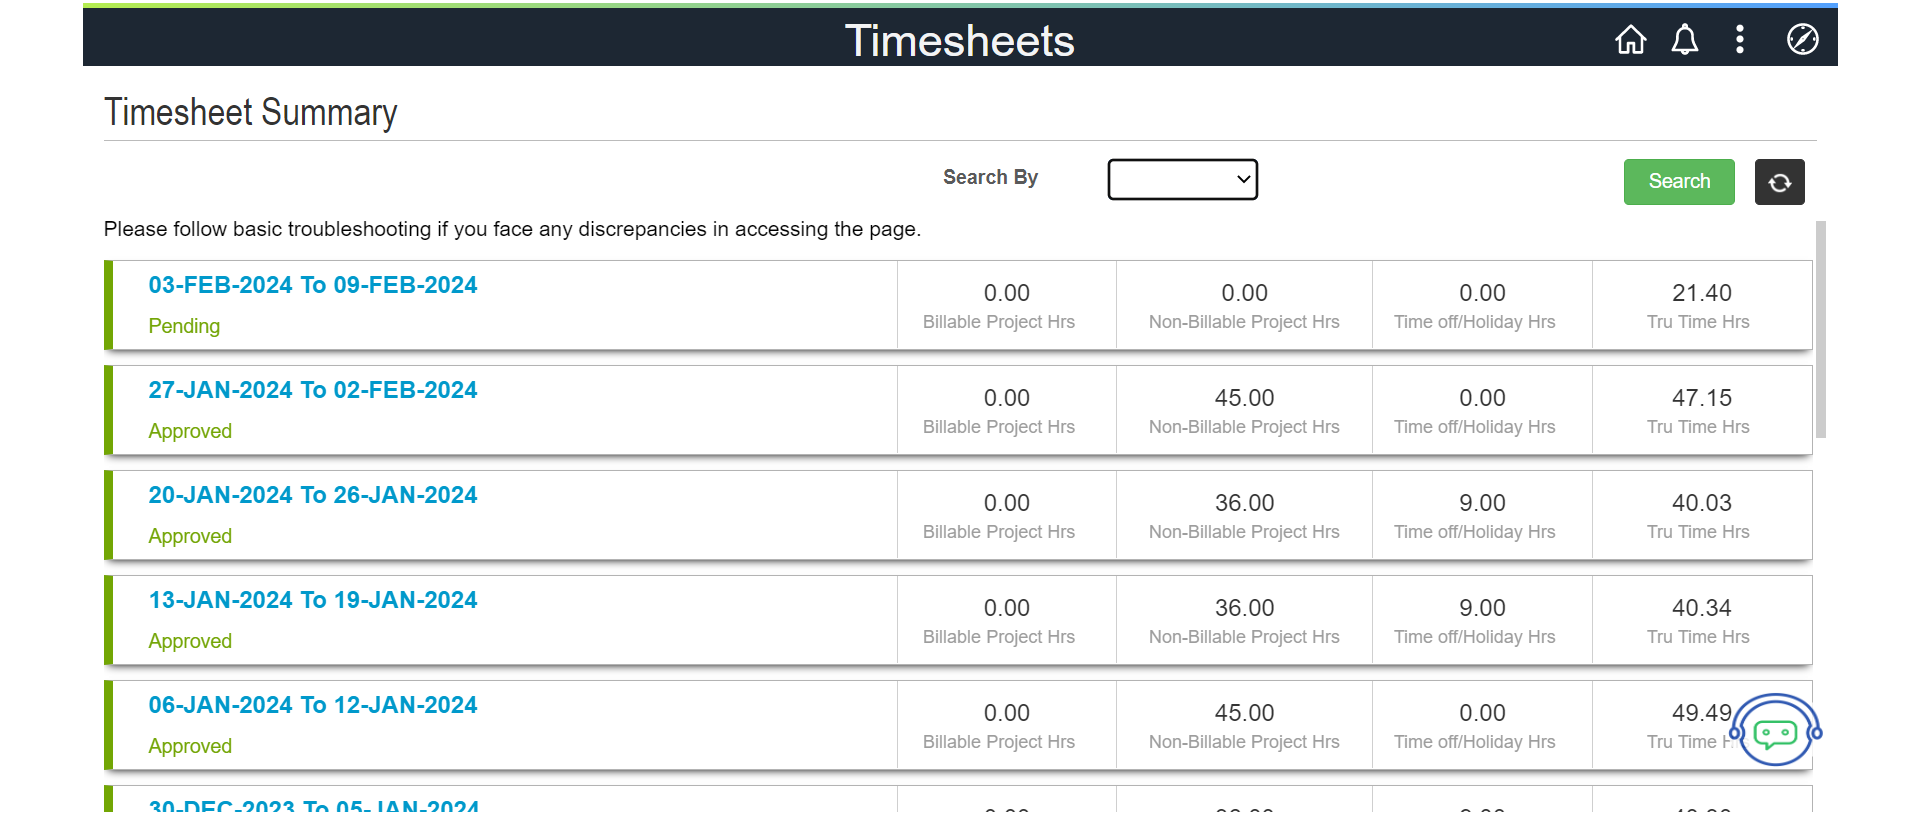 Timesheets
Timesheet Summary
Search By
Search
Please follow basic troubleshooting if you face any discrepancies in accessing the page.
03-FEB-2024 To 09-FEB-2024
Pending
0.00
Billable Project Hrs
0.00
Non-Billable Project Hrs
0.00
Time off/Holiday Hrs
21.40
Tru Time Hrs
27-JAN-2024 To 02-FEB-2024
Approved
0.00
Billable Project Hrs
45.00
Non-Billable Project Hrs
0.00
Time off/Holiday Hrs
47.15
Tru Time Hrs
20-JAN-2024 To 26-JAN-2024
Approved
0.00
Billable Project Hrs
36.00
Non-Billable Project Hrs
9.00
Time off/Holiday Hrs
40.03
Tru Time Hrs
13-JAN-2024 To 19-JAN-2024
Approved
0.00
Billable Project Hrs
36.00
Non-Billable Project Hrs
9.00
Time off/Holiday Hrs
40.34
Tru Time Hrs
06-JAN-2024 To 12-JAN-2024
Approved
0.00
Billable Project Hrs
45.00
Non-Billable Project Hrs
0.00
Time off/Holiday Hrs
49.49
Tru Time
30-DEC-2023 To 05-JAN-2024